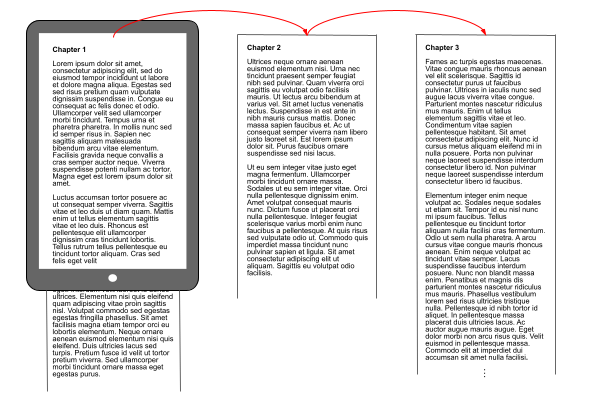 Chapter 1
Lorem ipsum dolor sit amet,
consectetur adipiscing elit, sed do
eiusmod tempor incididunt ut labore
et dolore magna aliqua. Egestas sed
sed risus pretium quam vulputate
dignissim suspendisse in. Congue eu
consequat ac felis donec et odio.
Ullamcorper velit sed ullamcorper
morbi tincidunt. Tempus urna et
pharetra pharetra. In mollis nunc sed
id semper risus in. Sapien nec
sagittis aliquam malesuada
bibendum arcu vitae elementum.
Facilisis gravida neque convallis a
cras semper auctor neque. Viverra
suspendisse potenti nullam ac tortor.
Magna eget est lorem ipsum dolor sit
amet.
Luctus accumsan tortor posuere ac
ut consequat semper viverra. Sagittis
vitae et leo duis ut diam quam. Mattis
enim ut tellus elementum sagittis
vitae et leo duis. Rhoncus est
pellentesque elit ullamcorper
dignissim cras tincidunt lobortis.
Tellus rutrum tellus pellentesque eu
tincidunt tortor aliquam. Cras sed
felis eget velit
ultrices. Elementum nisi quis eleifend
quam adipiscing vitae proin sagittis
nisl. Volutpat commodo sed egestas
egestas fringilla phasellus. Sit amet
facilisis magna etiam tempor orci eu
lobortis elementum. Neque ornare
aenean euismod elementum nisi quis
eleifend. Duis ultricies lacus sed
turpis. Pretium fusce id velit ut tortor
pretium viverra. Sed ullamcorper
morbi tincidunt ornare massa eget
egestas purus.
Chapter 2
Ultrices neque ornare aenean
euismod elementum nisi. Urna nec
tincidunt praesent semper feugiat
nibh sed pulvinar. Quam viverra orci
sagittis eu volutpat odio facilisis
mauris. Ut lectus arcu bibendum at
varius vel. Sit amet luctus venenatis
lectus. Suspendisse in est ante in
nibh mauris cursus mattis. Donec
massa sapien faucibus et. Ac ut
consequat semper viverra nam libero
justo laoreet sit. Est lorem ipsum
dolor sit. Purus faucibus ornare
suspendisse sed nisi lacus.
Ut eu sem integer vitae justo eget
magna. Lacus viverra ullamcorper
morbi tincidunt ornare massa.
Sodales ut eu sem integer vitae. Orci
nulla pellentesque dignissim enim.
Amet volutpat consequat mauris
nunc. Dictum fusce ut placerat orci
nulla pellentesque. Integer eleifend
scelerisque varius morbi enim nunc
faucibus a pellentesque. At quis risus
sed vulputate odio ut. Commodo quis
imperdiet massa tincidunt nunc
pulvinar sapien et ligula. Sit amet
consectetur adipiscing elit ut
aliquam.
Sagittis eu volutpat odio
facilisis.
Chapter 3
Fames ac turpis egestas maecenas.
Vitae congue mauris rhoncus aenean
vel elit scelerisque. Sagittis id
consectetur purus ut faucibus
pulvinar. Ultrices in iaculis nunc sed
augue lacus viverra vitae congue.
Parturient montes nascetur ridiculus
mus mauris. Enim ut tellus
elementum sagittis vitae et leo.
Condimentum vitae sapien
pellentesque habitant. Sit amet
consectetur adipiscing elit. Nunc id
cursus metus aliquam eleifend mi in
nulla posuere. Porta non pulvinar
neque laoreet suspendisse interdum
consectetur libero id. Non pulvinar
neque laoreet suspendisse interdum
consectetur libero id faucibus.
Elementum integer enim neque
volutpat ac. Sodales neque sodales
ut etiam sit. Tempor id eu nisl nunc
mi ipsum faucibus. Tellus
pellentesque eu tincidunt tortor
aliquam nulla facilisi cras fermentum.
Odio ut sem nulla pharetra. A arcu
cursus vitae congue mauris rhoncus
aenean. Diam volutpat. Lacus
suspendisse faucibus interdum
posuere. Nunc non blandit massa
enim. Penatibus et magnis dis
parturient montes nascetur ridiculus
mus mauris. Phasellus vestibulum
lorem sed risus ultricies tristique
nulla. Pellentesque id nibh tortor id
aliquet. In pellentesque massa
placerat duis ultricies lacus. Ac
auctor augue mauris augue. Eget
dolor morbi non arcu risus quis. Velit
euismod in pellentesque massa.
Commodo elit at imperdiet dui
accumsan sit amet nulla facilisi.